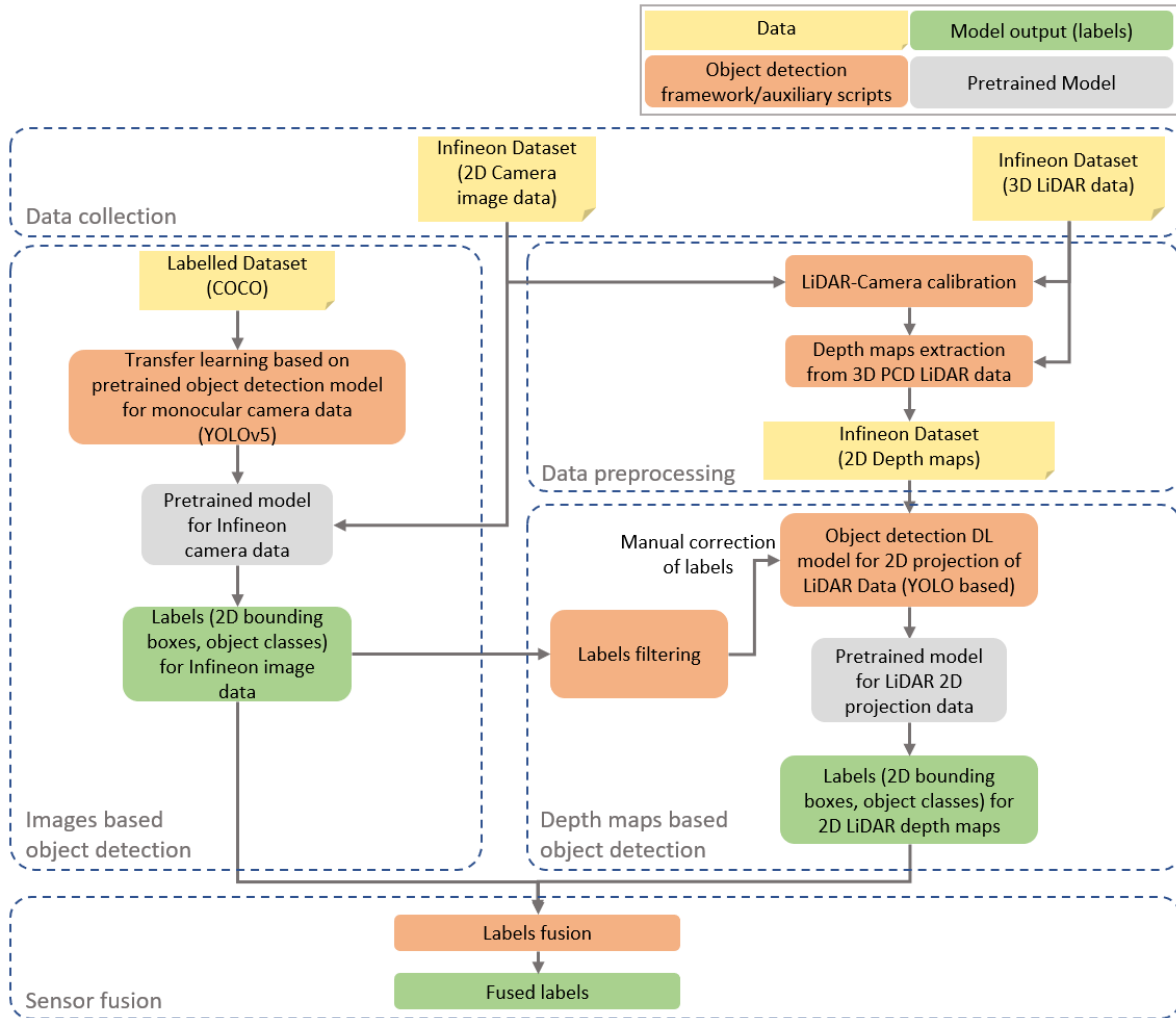 Data
Model output (labels)
Object detection
framework/auxiliary scripts
Pretrained Model
Infineon Dataset
(2D Camera
image data)
Infineon Dataset
(3D LiDAR data)
Data collection
Labelled Dataset
(COCO)
Transfer learning based on
pretrained object detection model
for monocular camera data
(YOLOv5)
Pretrained model
for Infineon
camera data
Labels (2D bounding
boxes, object classes)
for Infineon image
data
Images based
object detection
LiDAR-Camera calibration
Depth maps extraction
from 3D PCD LiDAR data
Infineon Dataset
(2D Depth maps)
Data preprocessing
Manual correction
of labels
Labels filtering
Object detection DL
model for 2D projection of
LiDAR Data (YOLO based)
Pretrained model
for LiDAR 2D
projection data
Labels (2D bounding
boxes, object classes) for
2D LiDAR depth maps
Depth maps based
object detection
Labels fusion
Fused labels
Sensor fusion